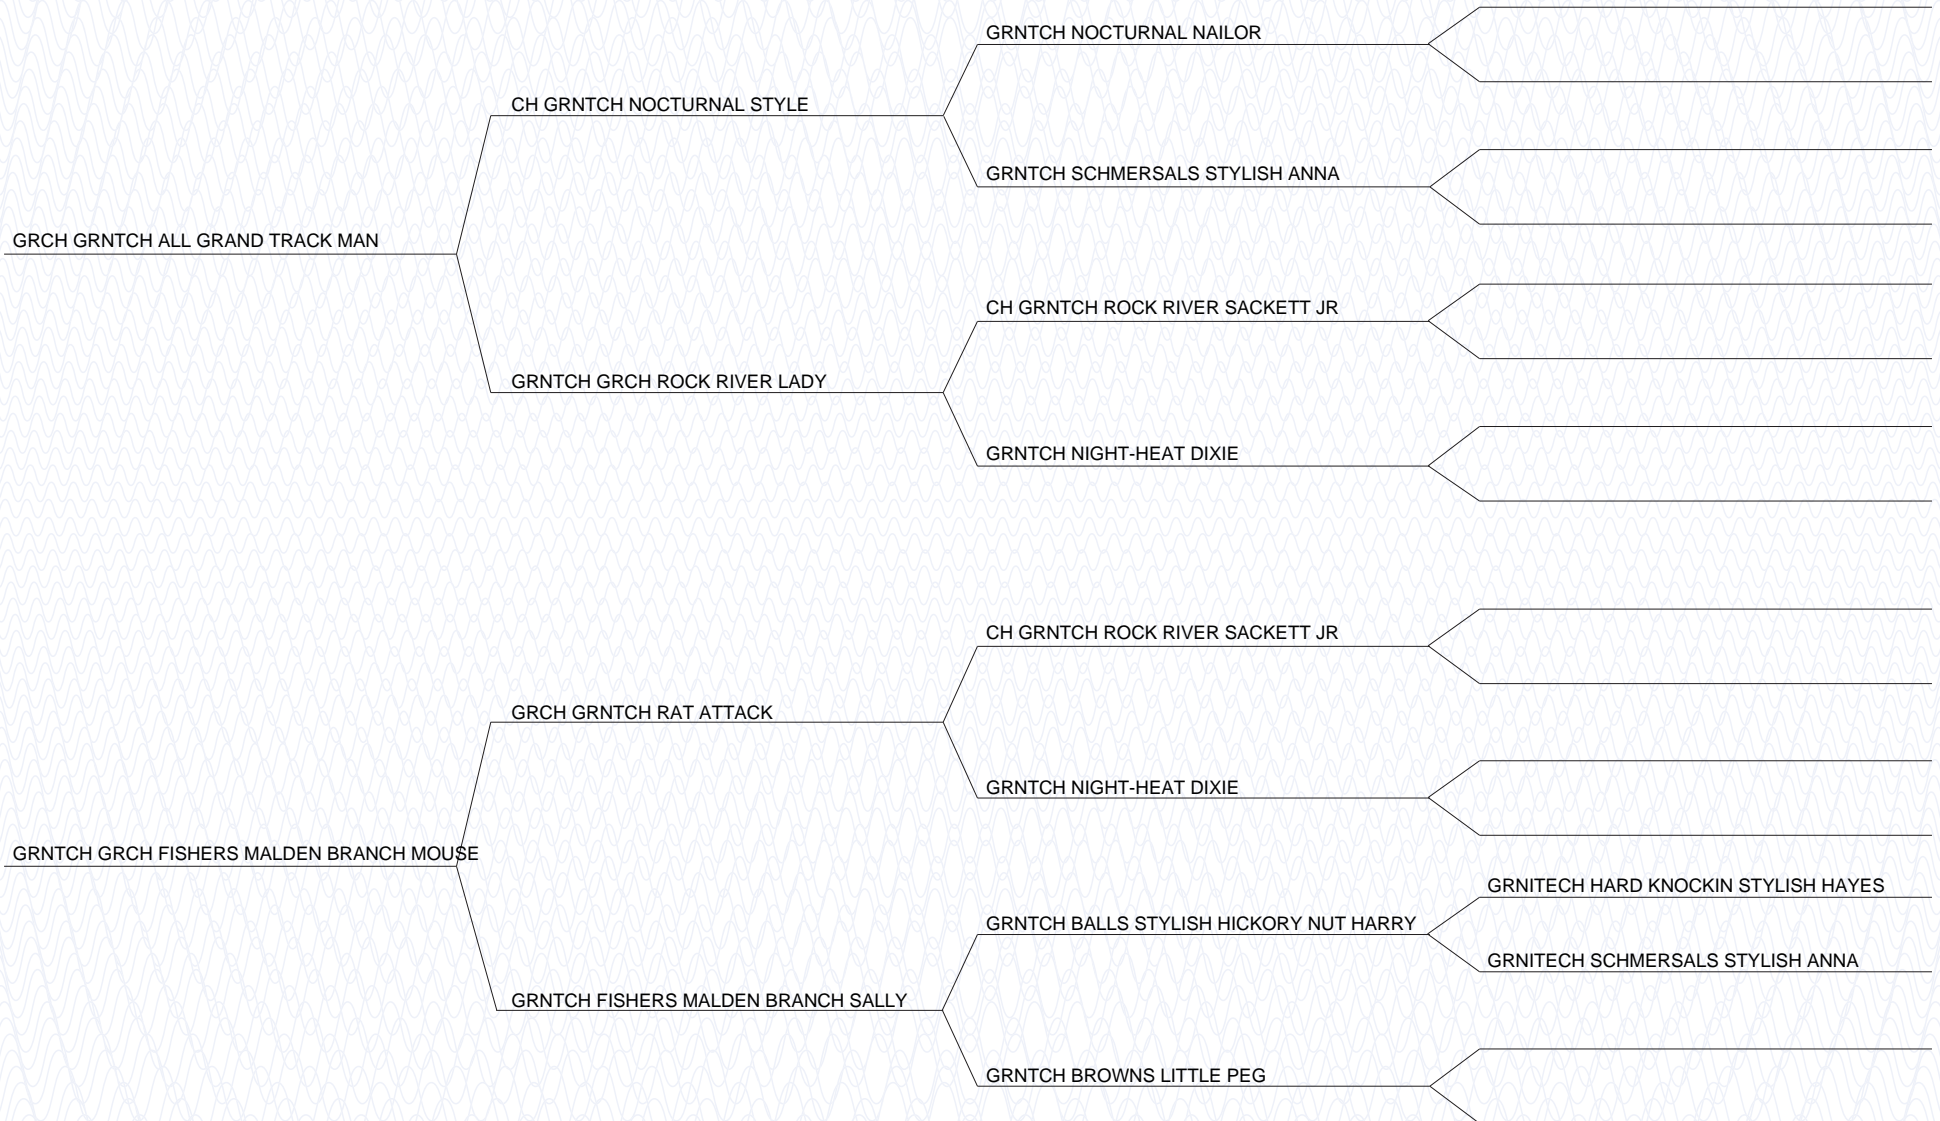 GRNTCH NOCTURNAL NAILOR
CH GRNTCH NOCTURNAL STYLE
GRNTCH SCHMERSALS STYLISH ANNA
GRCH GRNTCH ALL GRAND TRACK MAN
CH GRNTCH ROCK RIVER SACKETT JR
GRNTCH GRCH ROCK RIVER LADY
GRNTCH NIGHT-HEAT DIXIE
CH GRNTCH ROCK RIVER SACKETT JR
GRCH GRNTCH RAT ATTACK
GRNTCH NIGHT-HEAT DIXIE
GRNTCH GRCH FISHERS MALDEN BRANCH MOUSE
GRNITECH HARD KNOCKIN STYLISH HAYES
GRNTCH BALLS STYLISH HICKORY NUT HARRY
GRNITECH SCHMERSALS STYLISH ANNA
GRNTCH FISHERS MALDEN BRANCH SALLY
GRNTCH BROWNS LITTLE PEG